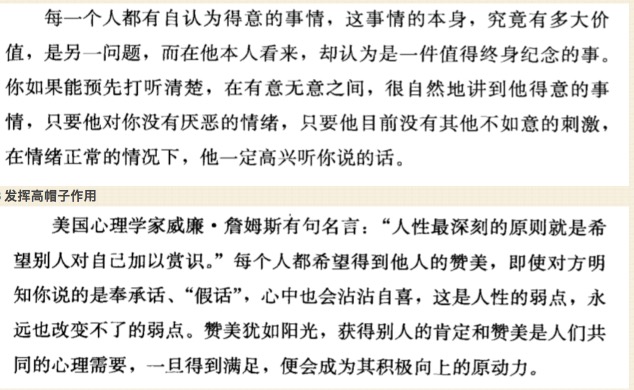 每一个人都有自认为得意的事情，这事情的本身，究竟有多大价
值，是另一问题，而在他本人看来，却认为是一件值得终身纪念的事。
你如果能预先打听清楚，在有意无意之间，很自然地讲到他得意的事
情，只要他对你没有厌恶的情绪，只要他目前没有其他不如意的刺激，
在情绪正常的情况下，他一定高兴听你说的话。
发挥高帽子作用
美国心理学家威廉·詹姆斯有句名言：“人性最深刻的原则就是希
望别人对自己加以赏识。”每个人都希望得到他人的赞美，即使对方明
知你说的是奉承话、“假话”，心中也会沾沾自喜，这是人性的弱点，永
远也改变不了的弱点。赞美犹如阳光，获得别人的肯定和赞美是人们共
同的心理需要，一旦得到满足，便会成为其积极向上的原动力。